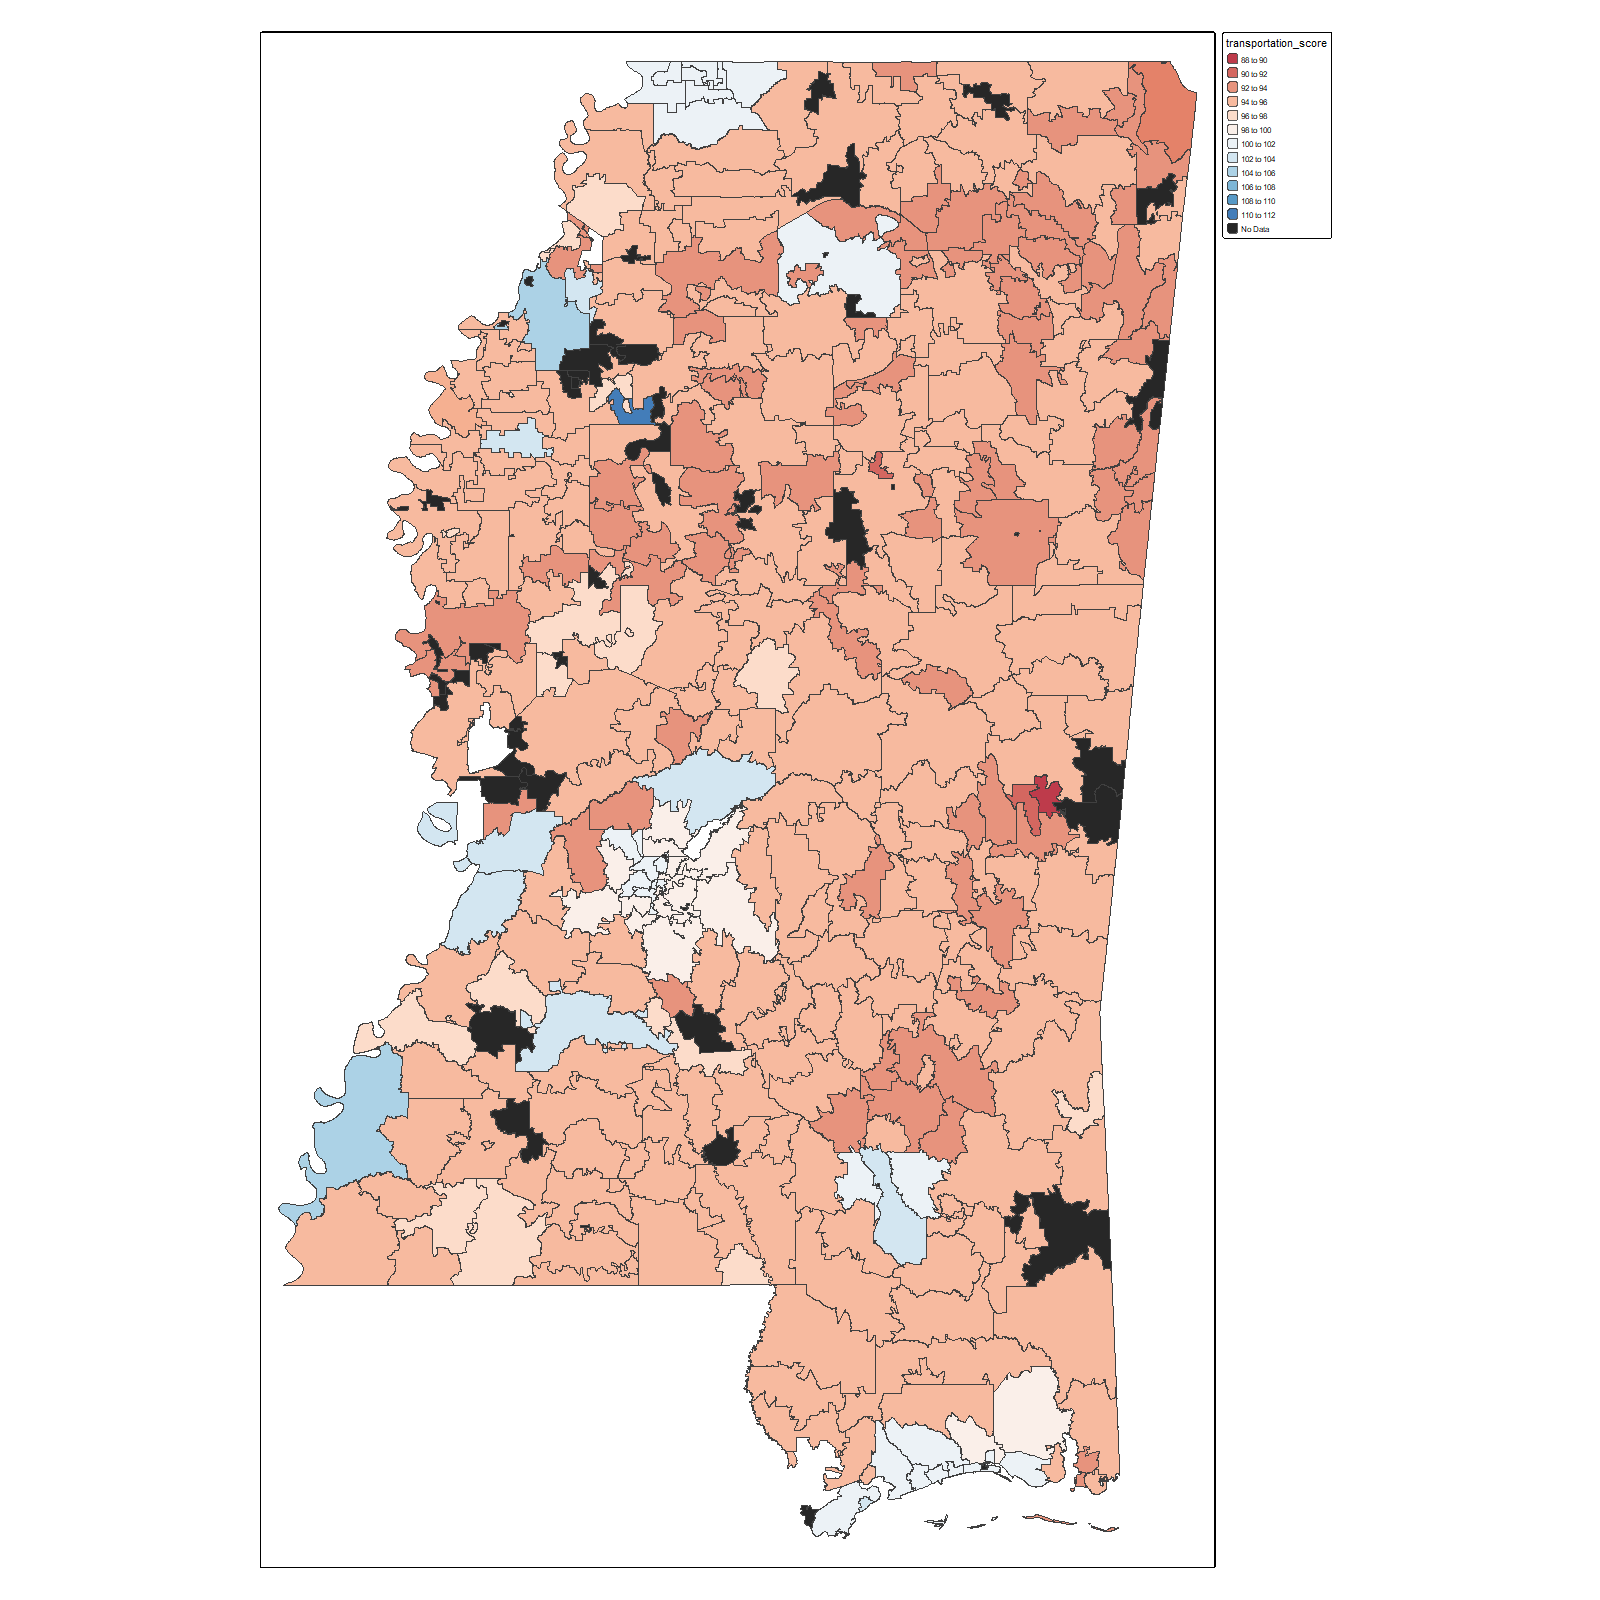 transportation_score
88 to 90
90 to 92
92 to 94
94 to 96
96 to 98
98 to 100
100 to 102
102 to 104
104 to 106
106 to 108
108 to 110
110 to 112
No Data